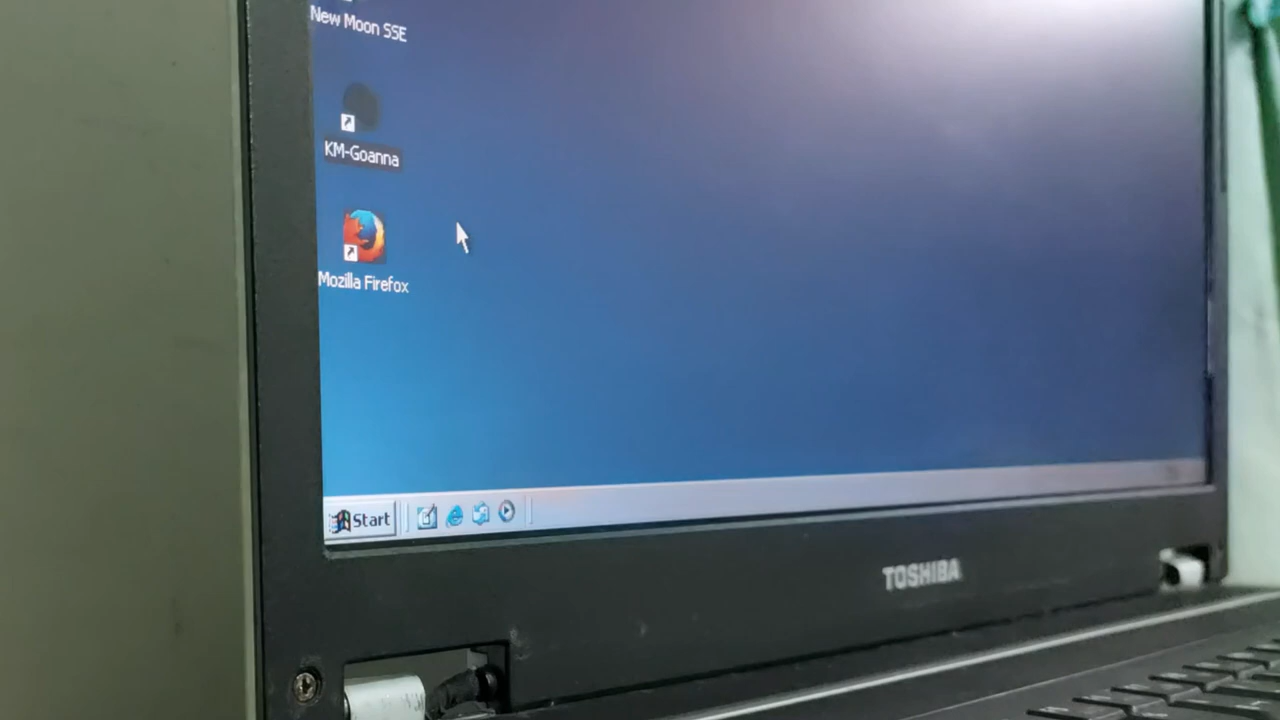 New Moon SSE
KM-Goanna
Mozilla Firefox
Start
TOSHIBA